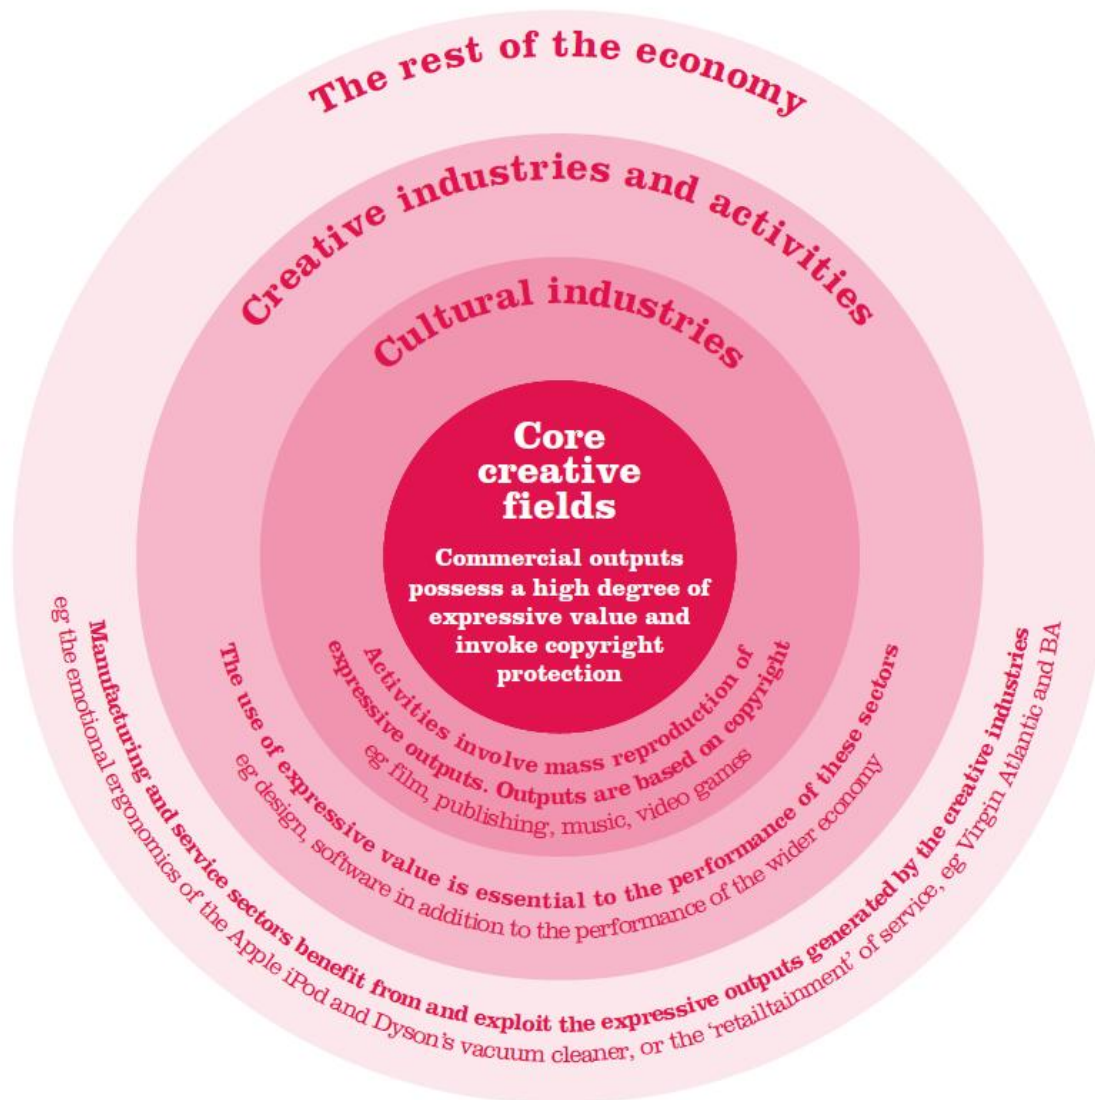 The rest of the economy
Creative industries and activities
Cultural industries
Core
creative
fields
Commercial outputs
possess a high degree of
expressive value and
invoke copyright
protection
Activities involve mass reproduction of
expressive outputs. Outputs are based on copyright
eg film, publishing, music, video games
The use of expressive value is essential to the performance of these sectors
eg design, software in addition to the performance of the wider economy
Manufacturing and service sectors benefit from and exploit the expressive outputs generated by the creative industries
eg the emotional ergonomics of the Apple iPod and Dyson's vacuum cleaner, or the 'retailtainment' of service, eg Virgin Atlantic and BA